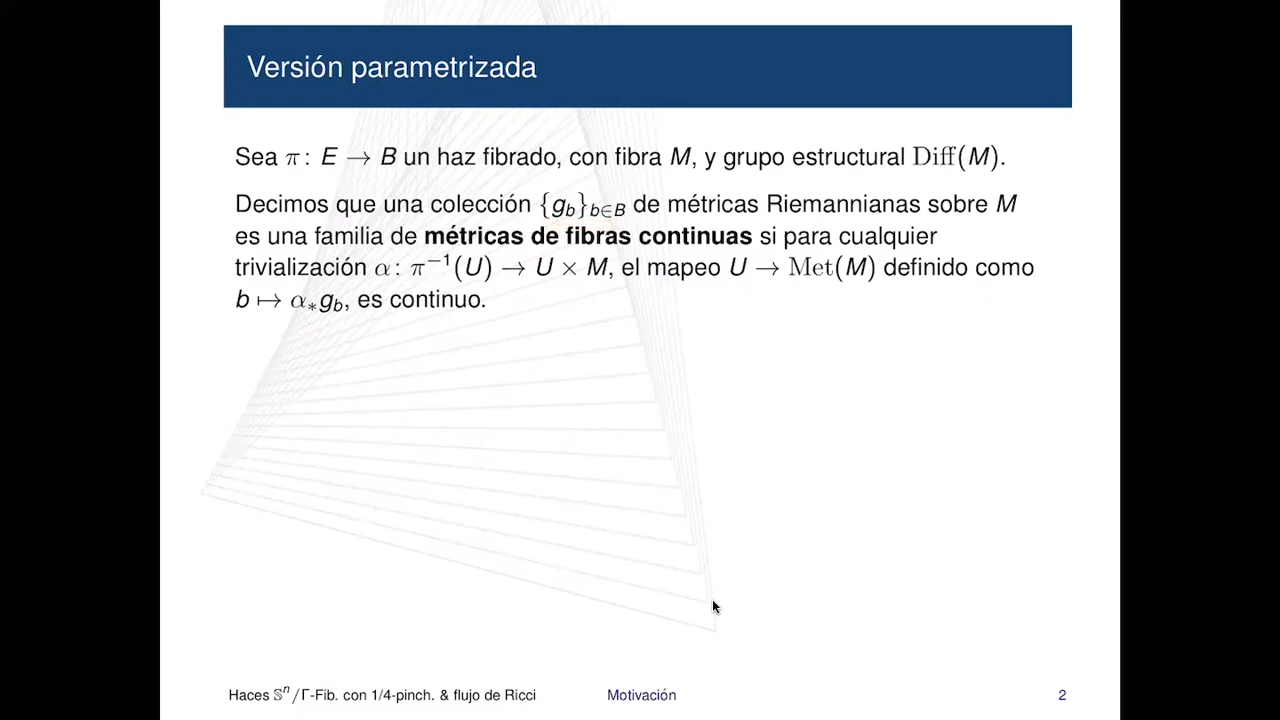 Versión parametrizada
Sea π: E → B un haz fibrado, con fibra M, y grupo estructural Diff(M).
Decimos que una colección {g_b}_{b∈B} de métricas Riemannianas sobre M
es una familia de métricas de fibras continuas si para cualquier
trivialización α: π⁻¹(U) → U × M, el mapeo U → Met(M) definido como
b ↦ α_*g_b, es continuo.
Haces 𝕊ⁿ/Γ-Fib. con 1/4-pinch. & flujo de Ricci Motivación 2